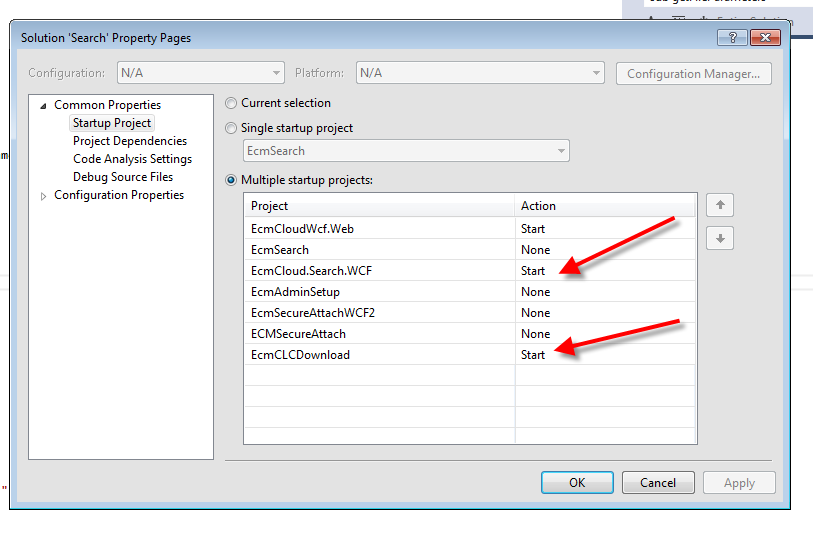 Solution 'Search' Property Pages
Configuration: N/A Platform: N/A Configuration Manager...
Common Properties
Startup Project
Project Dependencies
Code Analysis Settings
Debug Source Files
Configuration Properties
Current selection
Single startup project
EcmSearch
Multiple startup projects:
Project Action
EcmCloudWcf.Web Start
EcmSearch None
EcmCloud.Search.WCF Start
EcmAdminSetup None
EcmSecureAttachWCF2 None
ECMSecureAttach None
EcmCLCDownload Start
OK Cancel Apply
m
"